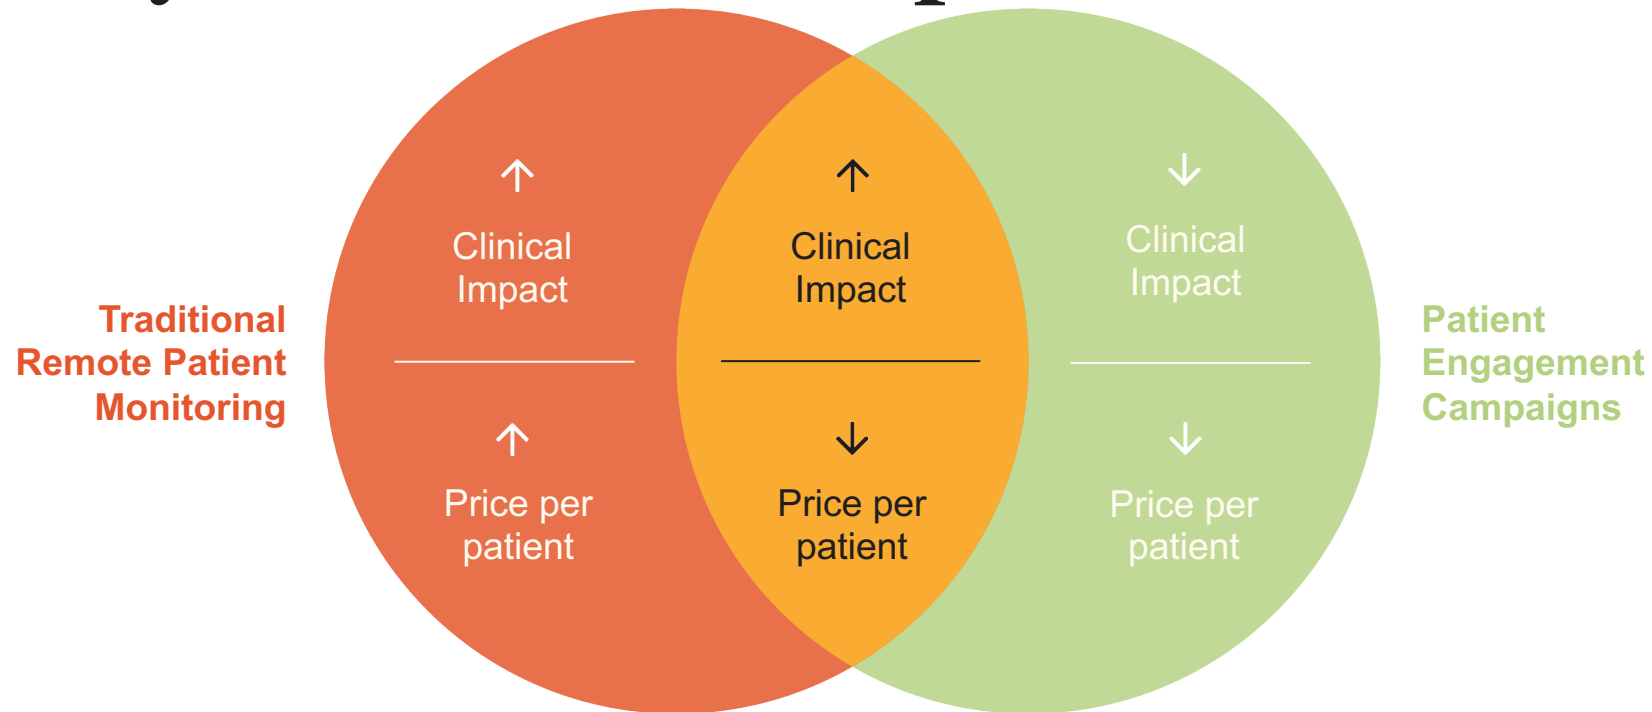 Traditional
Remote Patient
Monitoring
↑
Clinical
Impact
↑
Price per
patient
↑
Clinical
Impact
↓
Price per
patient
↓
Clinical
Impact
↓
Price per
patient
Patient
Engagement
Campaigns